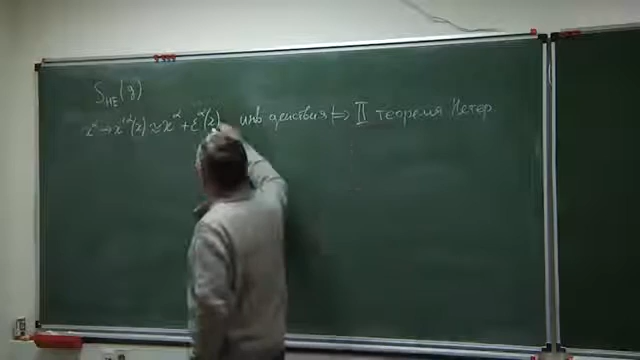 S_HE(g)
x^α → x'^α(x) ≈ x^α + ε^α(x) инв действия ⟹ II теорема Нетер